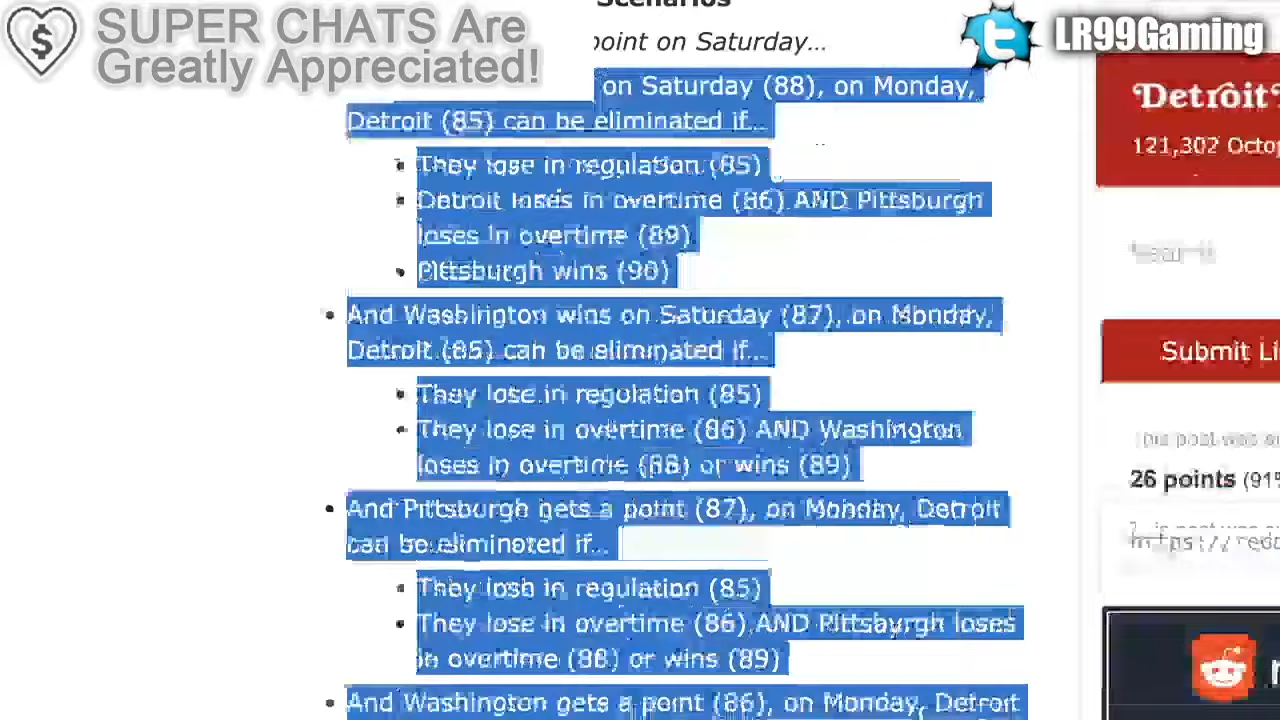 SUPER CHATS Are
Greatly Appreciated!
LR99Gaming
Scenarios
point on Saturday...
on Saturday (88), on Monday,
Detroit (85) can be eliminated if...
They lose in regulation (85)
Detroit loses in overtime (86) AND Pittsburgh
loses in overtime (89)
Pittsburgh wins (90)
And Washington wins on Saturday (87), on Monday,
Detroit (85) can be eliminated if...
They lose in regulation (85)
They lose in overtime (86) AND Washington
loses in overtime (88) or wins (89)
And Pittsburgh gets a point (87), on Monday, Detroit
can be eliminated if...
They lose in regulation (85)
They lose in overtime (86) AND Pittsburgh loses
in overtime (88) or wins (89)
And Washington gets a point (86), on Monday, Detroit
Detroit
121,302 Octo
Submit Li
26 points (91%